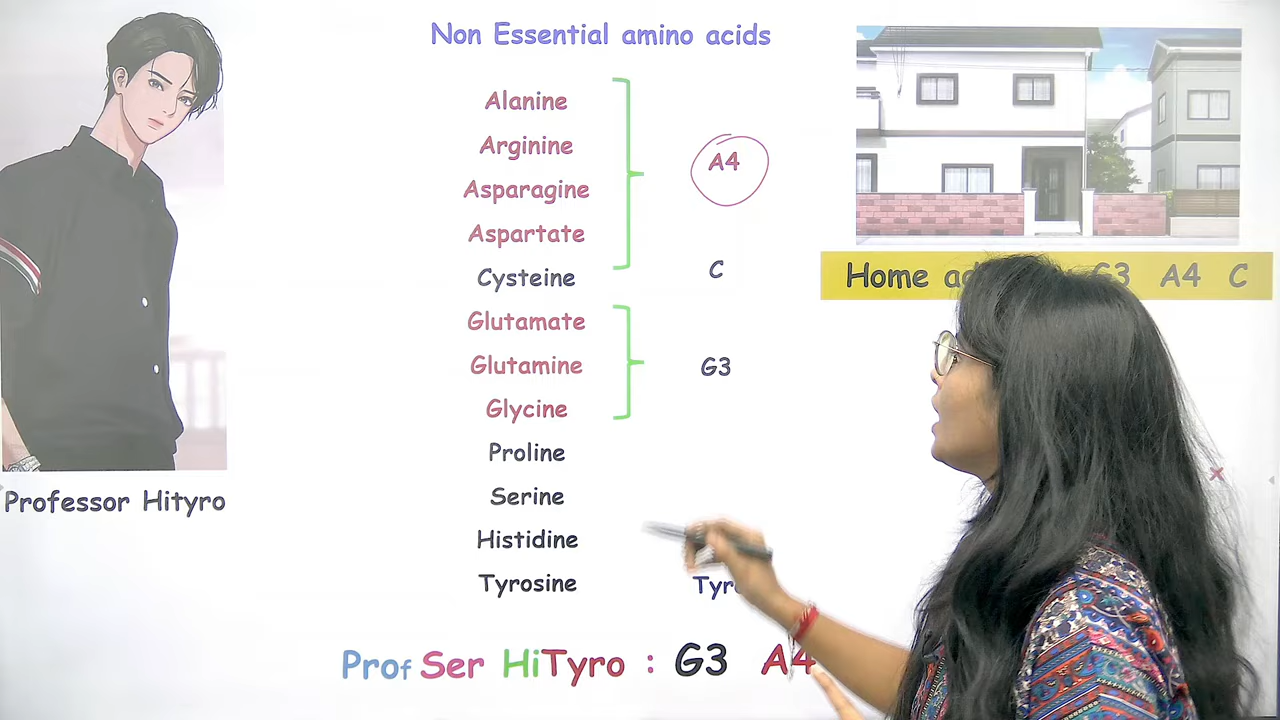 Non Essential amino acids
Alanine
Arginine
Asparagine
Aspartate
Cysteine
Glutamate
Glutamine
Glycine
Proline
Serine
Histidine
Tyrosine
A4
C
G3
Home G3 A4 C
Professor Hityro
Prof Ser HiTyro : G3 A4